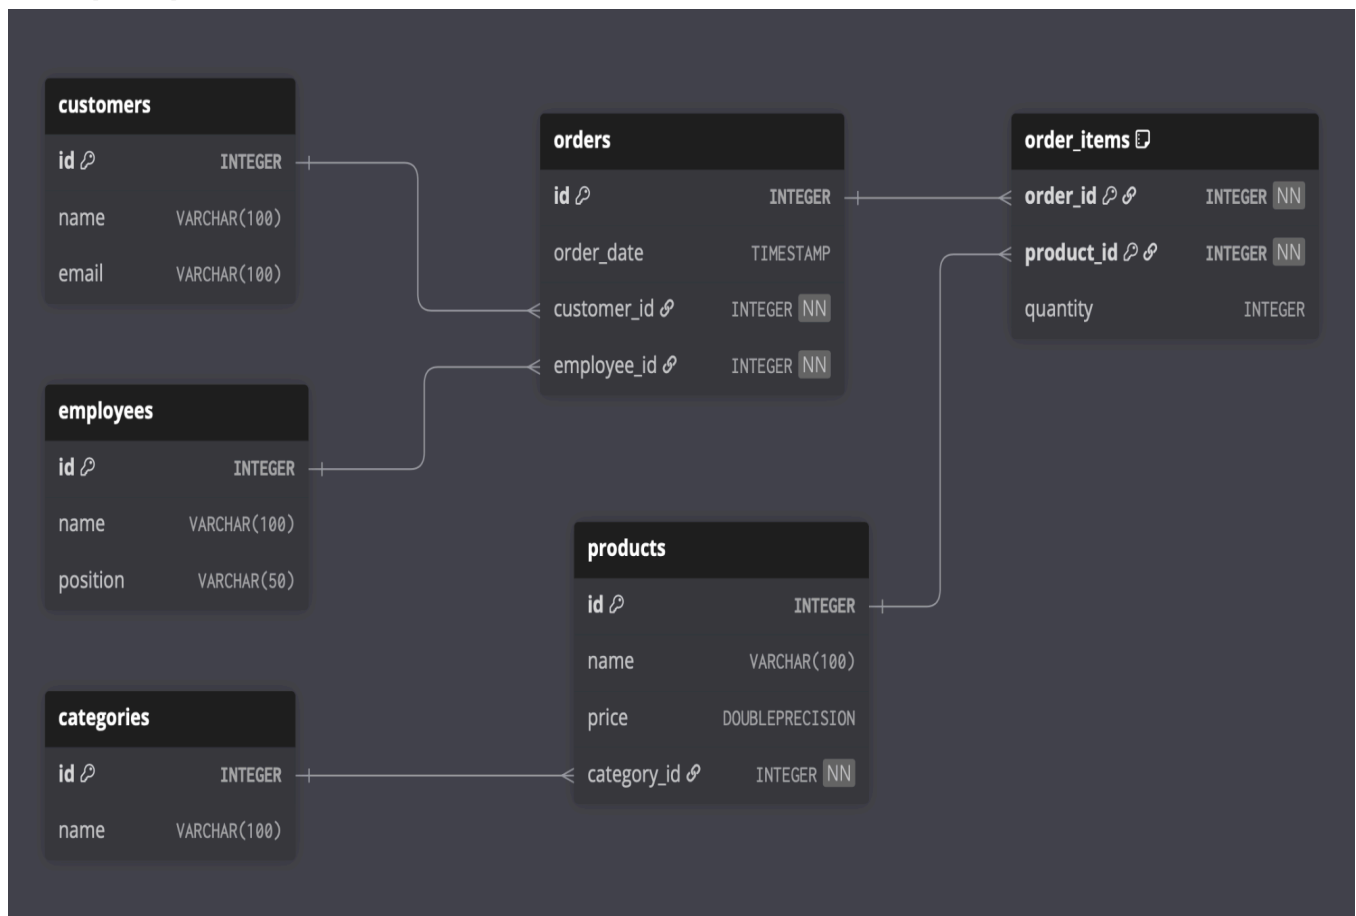 customers
id INTEGER
name VARCHAR(100)
email VARCHAR(100)
employees
id INTEGER
name VARCHAR(100)
position VARCHAR(50)
categories
id INTEGER
name VARCHAR(100)
orders
id INTEGER
order_date TIMESTAMP
customer_id INTEGER NN
employee_id INTEGER NN
products
id INTEGER
name VARCHAR(100)
price DOUBLEPRECISION
category_id INTEGER NN
order_items
order_id INTEGER NN
product_id INTEGER NN
quantity INTEGER